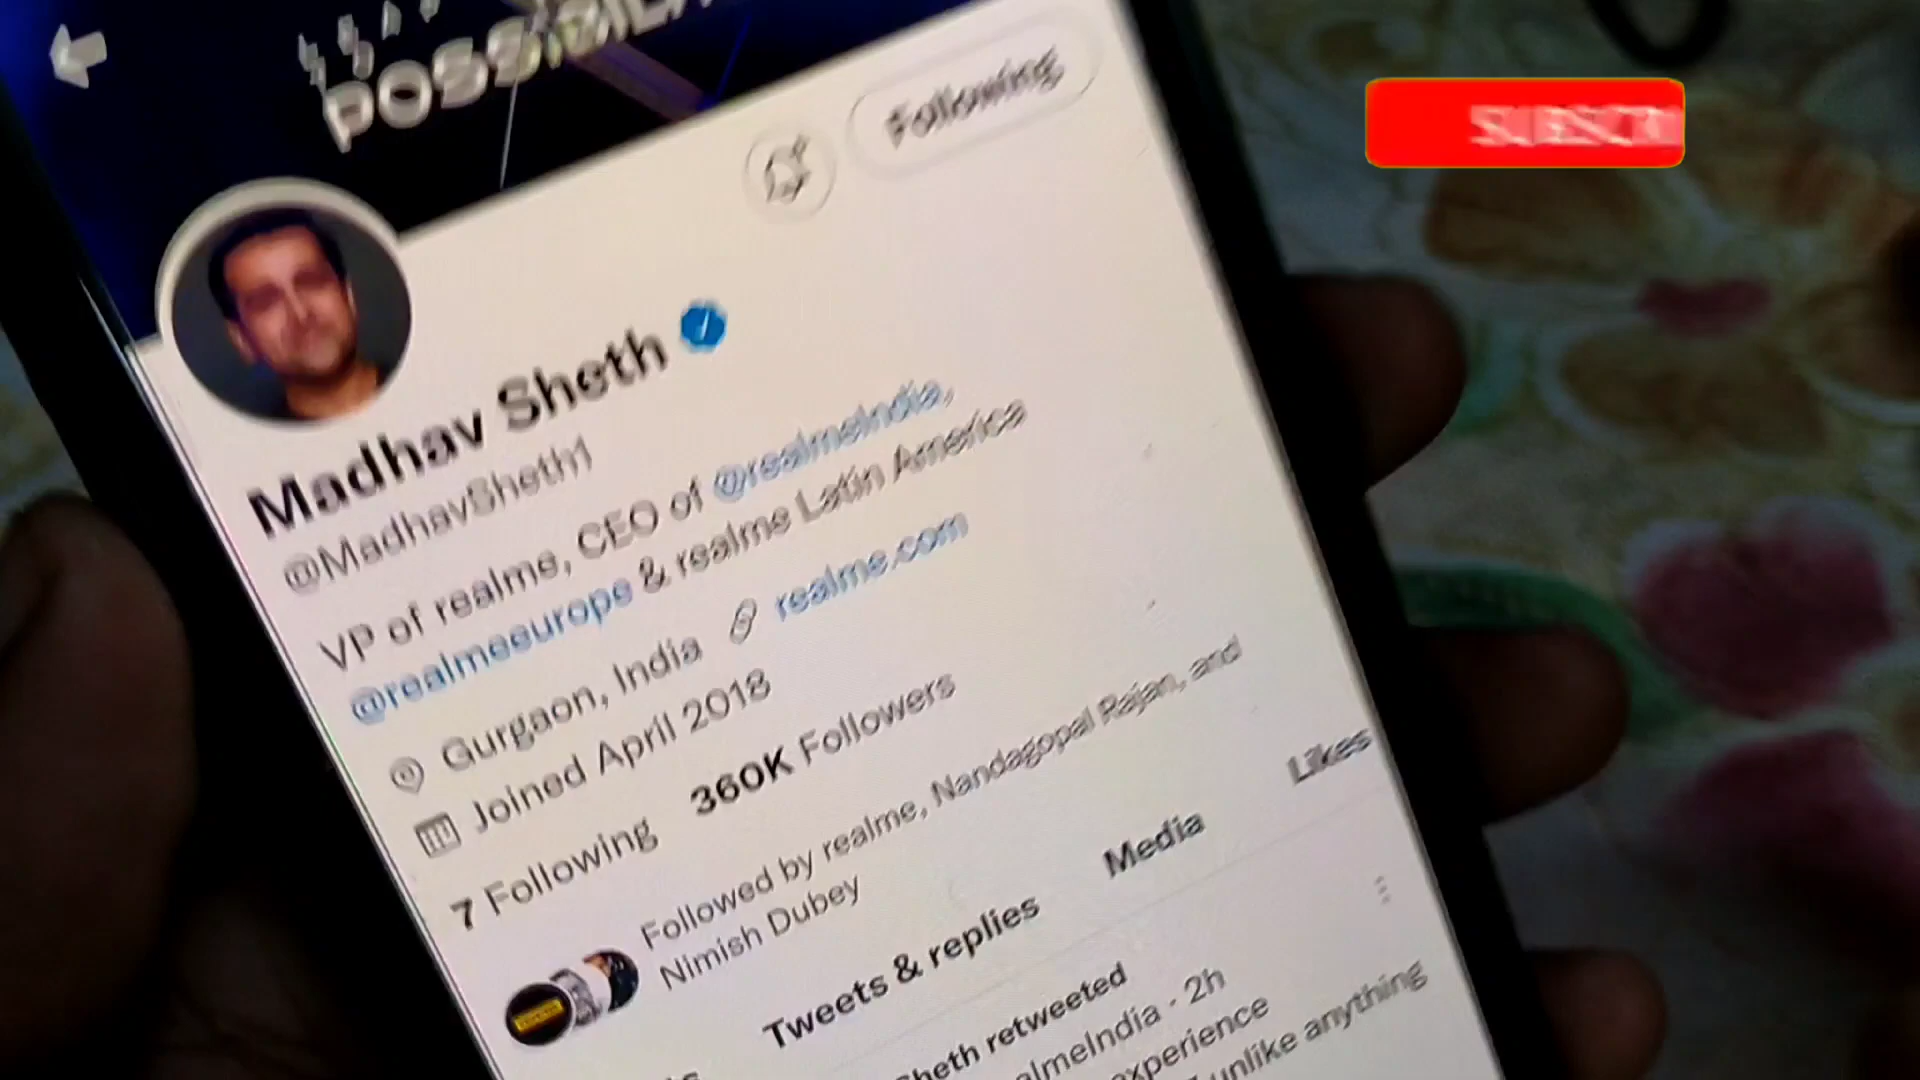 Following
SUBSCRI
Madhav Sheth
@MadhavSheth1
VP of realme, CEO of @realmeIndia,
@realmeeurope & realme Latin America
Gurgaon, India realme.com
Joined April 2018
7 Following 360K Followers
Followed by realme, Nandagopal Rajan, and
Nimish Dubey
Tweets & replies Media Likes
Sheth retweeted
almeIndia · 2h
experience
unlike anything